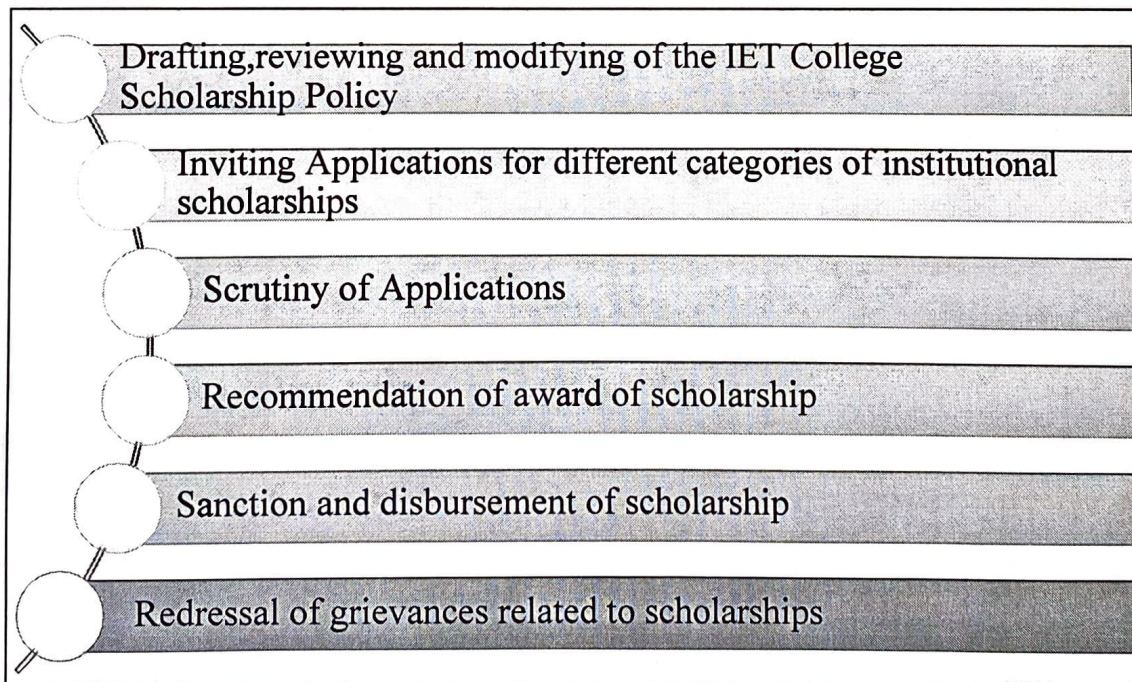 Drafting,reviewing and modifying of the IET College
Scholarship Policy
Inviting Applications for different categories of institutional
scholarships
Scrutiny of Applications
Recommendation of award of scholarship
Sanction and disbursement of scholarship
Redressal of grievances related to scholarships